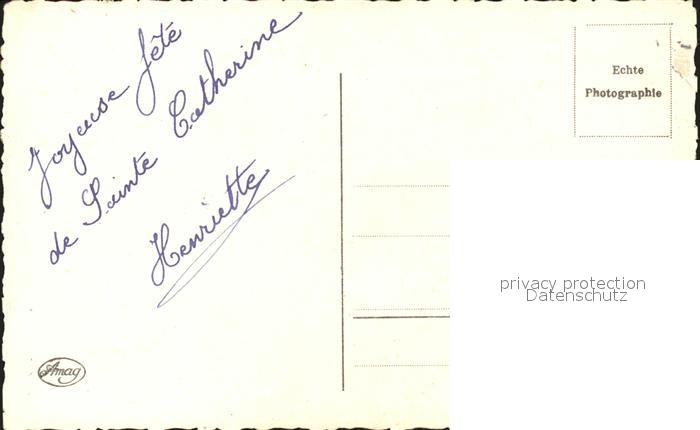 Joyeuse fête
de Sainte Catherine
Henriette
Amag
Echte
Photographie
privacy protection
Datenschutz